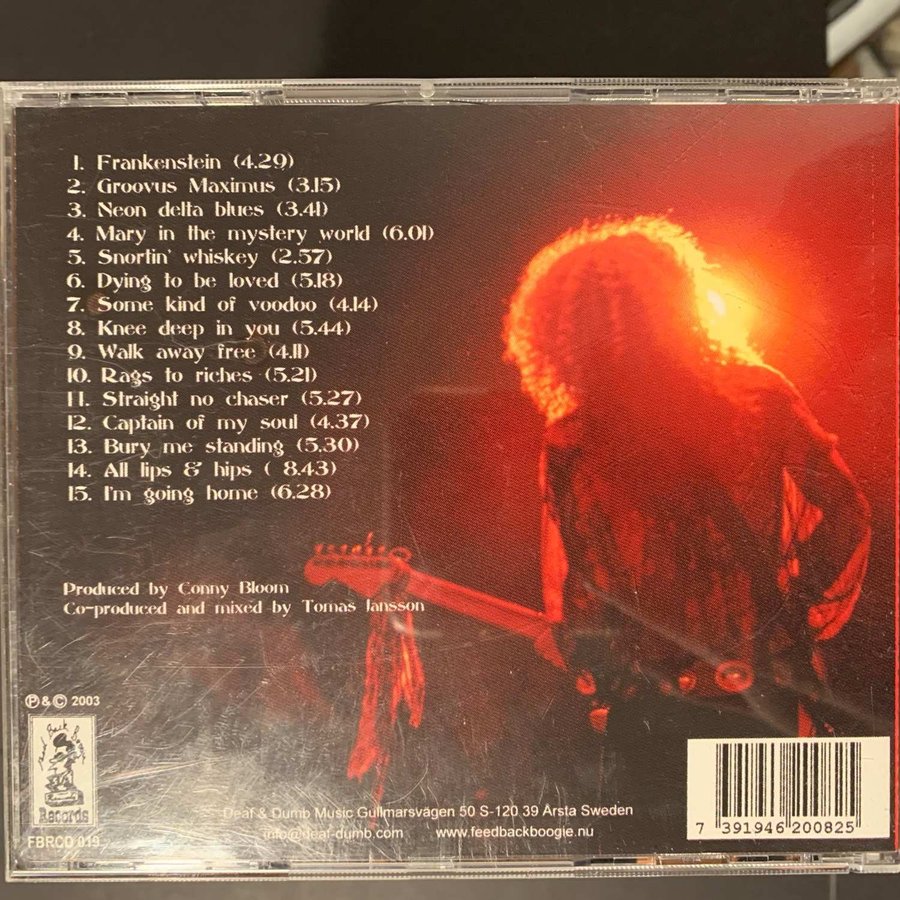 1. Frankenstein (4.29)
2. Groovus Maximus (3.15)
3. Neon delta blues (3.41)
4. Mary in the mystery world (6.01)
5. Snortin' whiskey (2.57)
6. Dying to be loved (5.18)
7. Some kind of voodoo (4.14)
8. Knee deep in you (5.44)
9. Walk away free (4.11)
10. Rags to riches (5.21)
11. Straight no chaser (5.27)
12. Captain of my soul (4.37)
13. Bury me standing (5.30)
14. All lips & hips ( 8.43)
15. I'm going home (6.28)
Produced by Conny Bloom
Co-produced and mixed by Tomas Jansson
℗ & © 2003
Back
Records
FBRCD 019
Deaf & Dumb Music Gullmarsvägen 50 S-120 39 Årsta Sweden
info@deaf-dumb.com www.feedbackboogie.nu
7 391946 200825